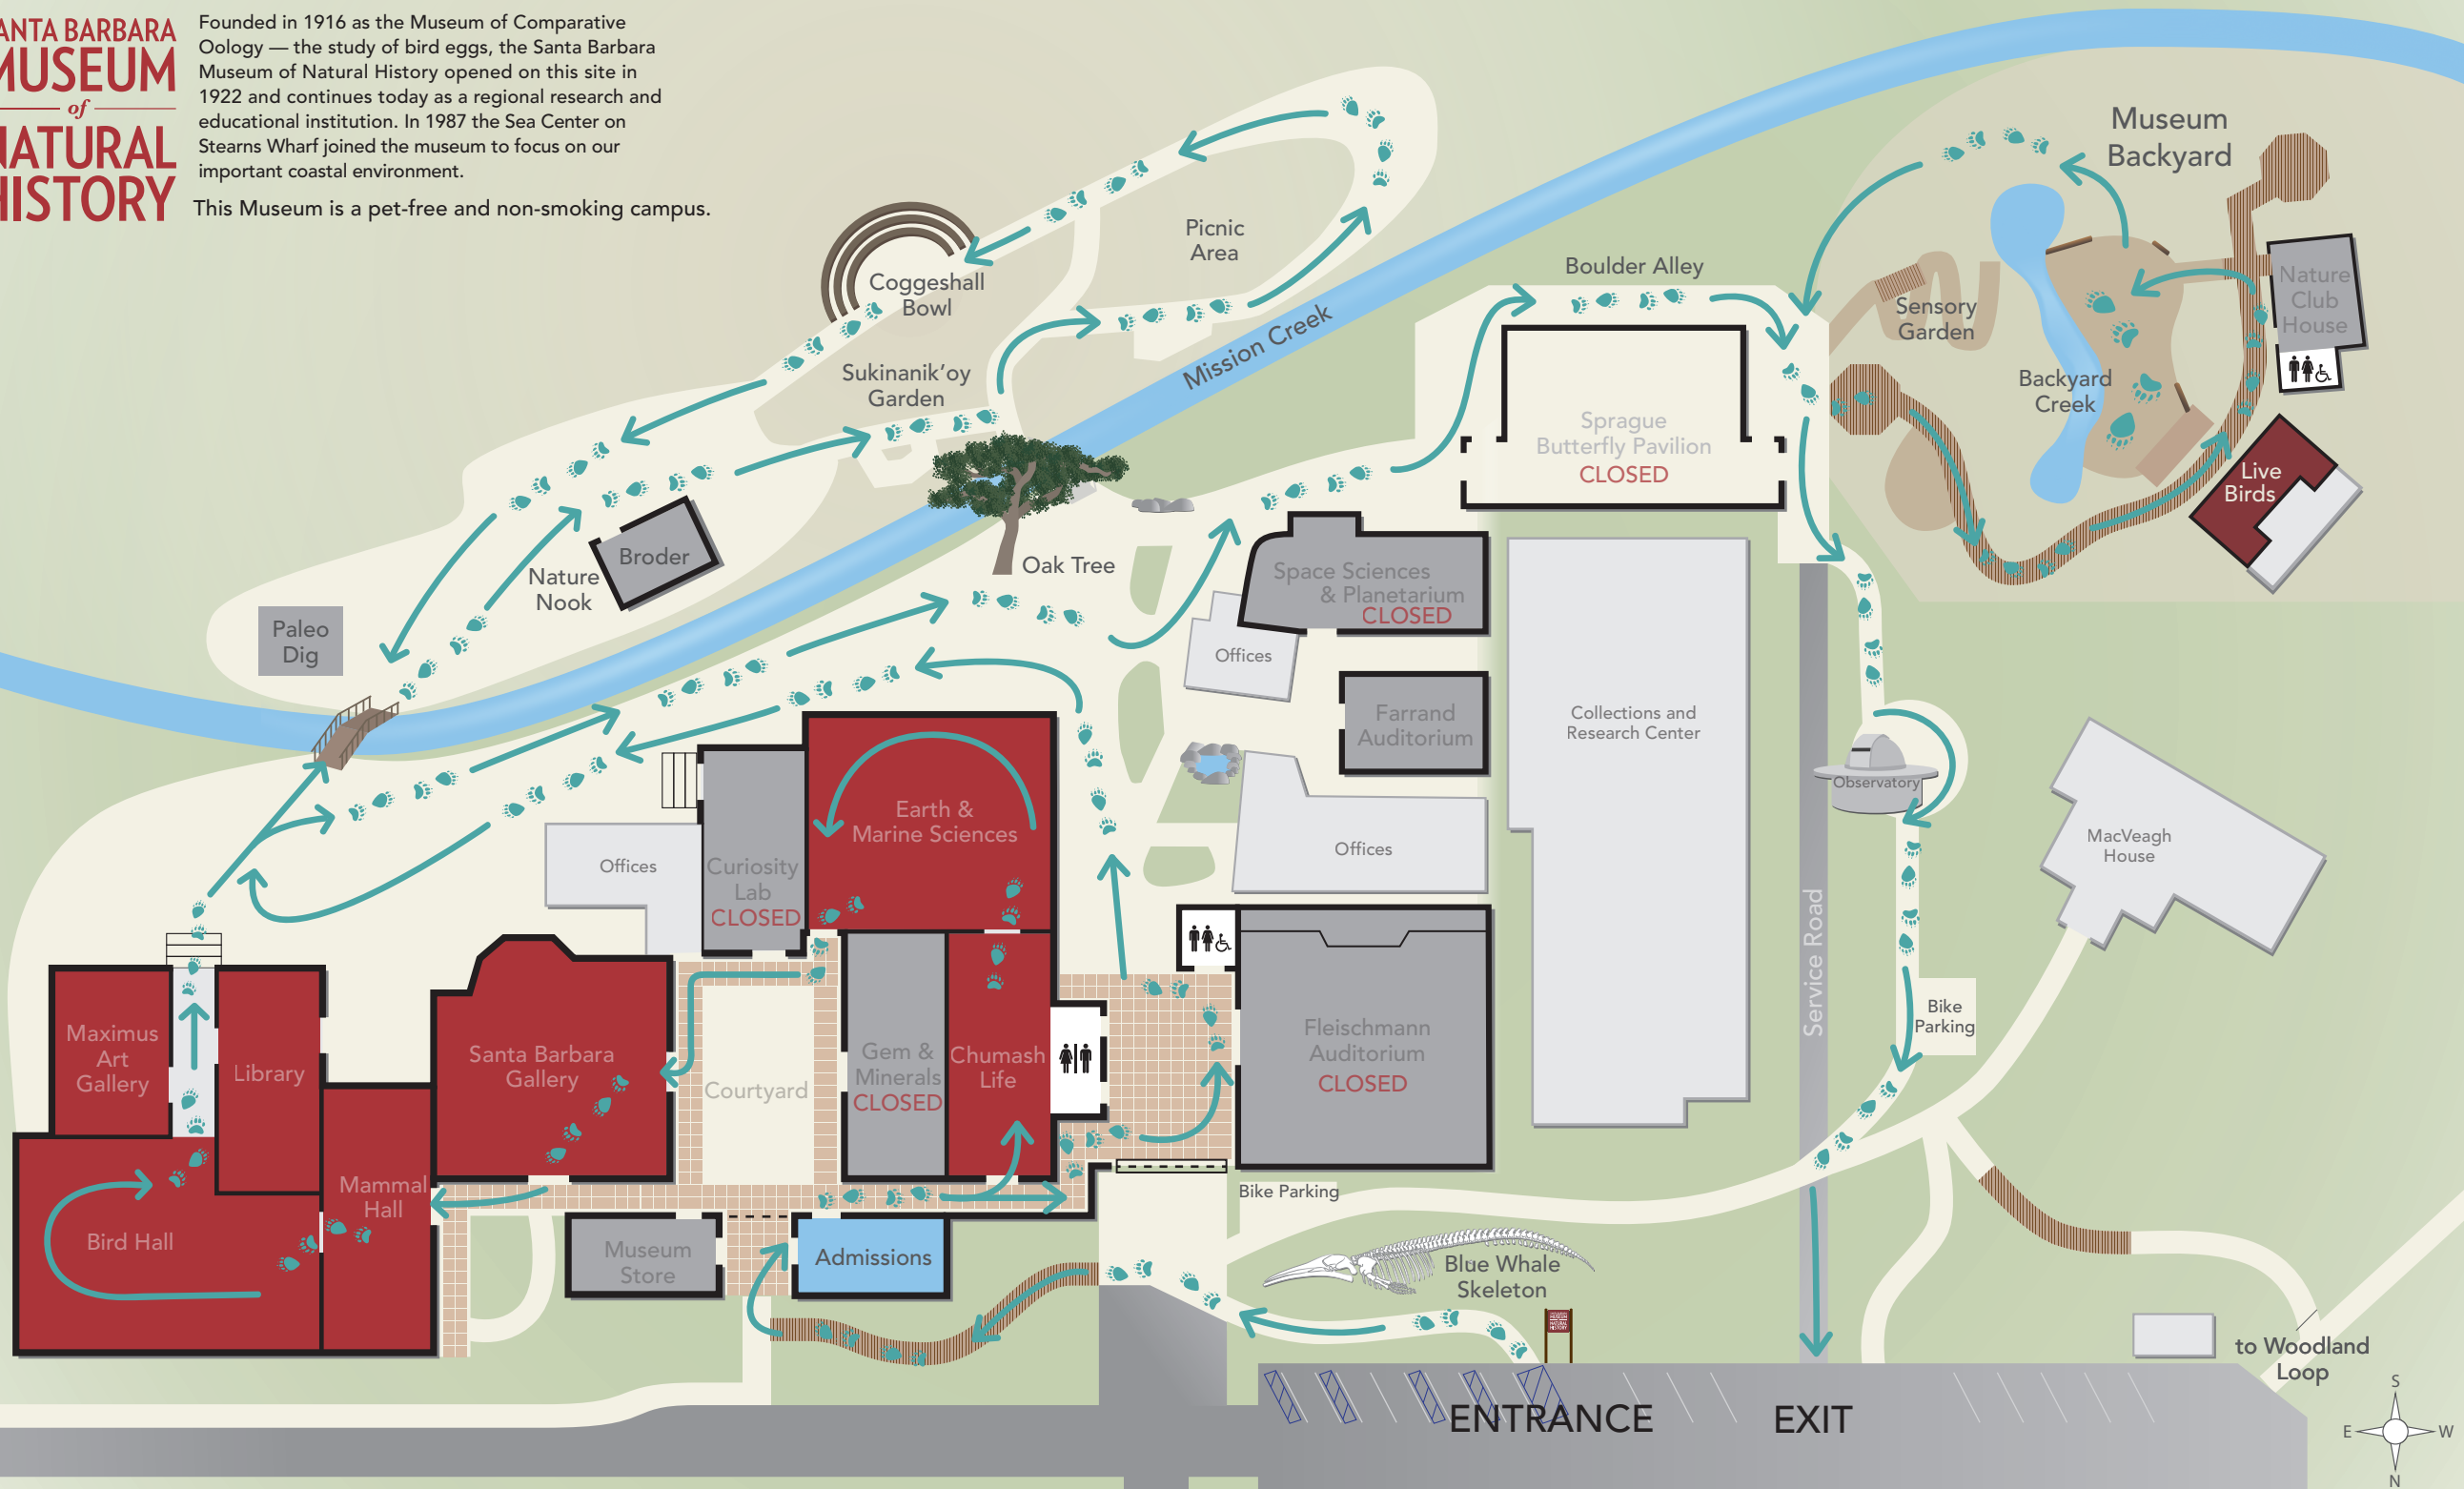 ANTA BARBARA
MUSEUM
of
NATURAL
HISTORY
Founded in 1916 as the Museum of Comparative
Oology — the study of bird eggs, the Santa Barbara
Museum of Natural History opened on this site in
1922 and continues today as a regional research and
educational institution. In 1987 the Sea Center on
Stearns Wharf joined the museum to focus on our
important coastal environment.
This Museum is a pet-free and non-smoking campus.
Museum
Backyard
Picnic
Area
Coggeshall
Bowl
Boulder Alley
Nature
Club
House
Sensory
Garden
Mission Creek
Sukinanik'oy
Garden
Backyard
Creek
Sprague
Butterfly Pavilion
CLOSED
Live
Birds
Broder
Nature
Nook
Oak Tree
Space Sciences
& Planetarium
CLOSED
Paleo
Dig
Offices
Farrand
Auditorium
Collections and
Research Center
Observatory
Earth &
Marine Sciences
MacVeagh
House
Offices
Offices
Curiosity
Lab
CLOSED
Service Road
Bike
Parking
Maximus
Art
Gallery
Library
Santa Barbara
Gallery
Courtyard
Gem &
Minerals
CLOSED
Chumash
Life
Fleischmann
Auditorium
CLOSED
Mammal
Hall
Bird Hall
Bike Parking
Museum
Store
Admissions
Blue Whale
Skeleton
to Woodland
Loop
ENTRANCE
EXIT
S
E
W
N